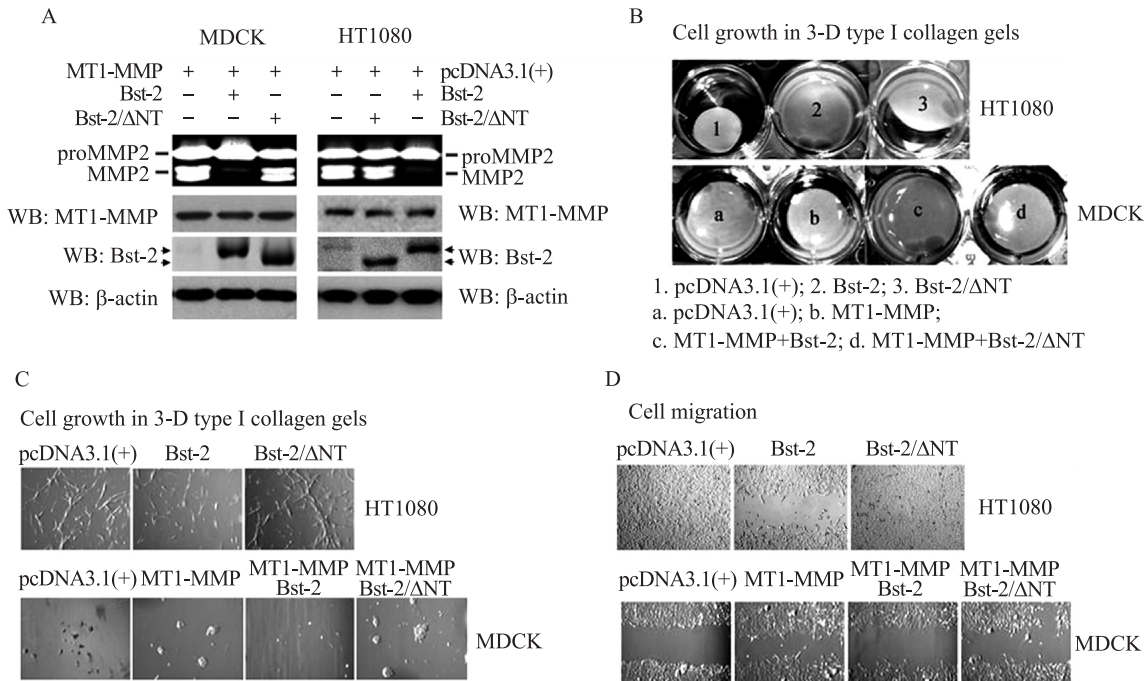 A
MDCK HT1080
MT1-MMP + + + + + + pcDNA3.1(+)
Bst-2 − + − − − + Bst-2
Bst-2/ΔNT − − + − + − Bst-2/ΔNT
proMMP2 proMMP2
MMP2 MMP2
WB: MT1-MMP WB: MT1-MMP
WB: Bst-2 WB: Bst-2
WB: β-actin WB: β-actin
B
Cell growth in 3-D type I collagen gels
1 2 3 HT1080
a b c d MDCK
1. pcDNA3.1(+); 2. Bst-2; 3. Bst-2/ΔNT
a. pcDNA3.1(+); b. MT1-MMP;
c. MT1-MMP+Bst-2; d. MT1-MMP+Bst-2/ΔNT
C
Cell growth in 3-D type I collagen gels
pcDNA3.1(+) Bst-2 Bst-2/ΔNT
HT1080
pcDNA3.1(+) MT1-MMP MT1-MMP Bst-2 MT1-MMP Bst-2/ΔNT
MDCK
D
Cell migration
pcDNA3.1(+) Bst-2 Bst-2/ΔNT
HT1080
pcDNA3.1(+) MT1-MMP MT1-MMP Bst-2 MT1-MMP Bst-2/ΔNT
MDCK